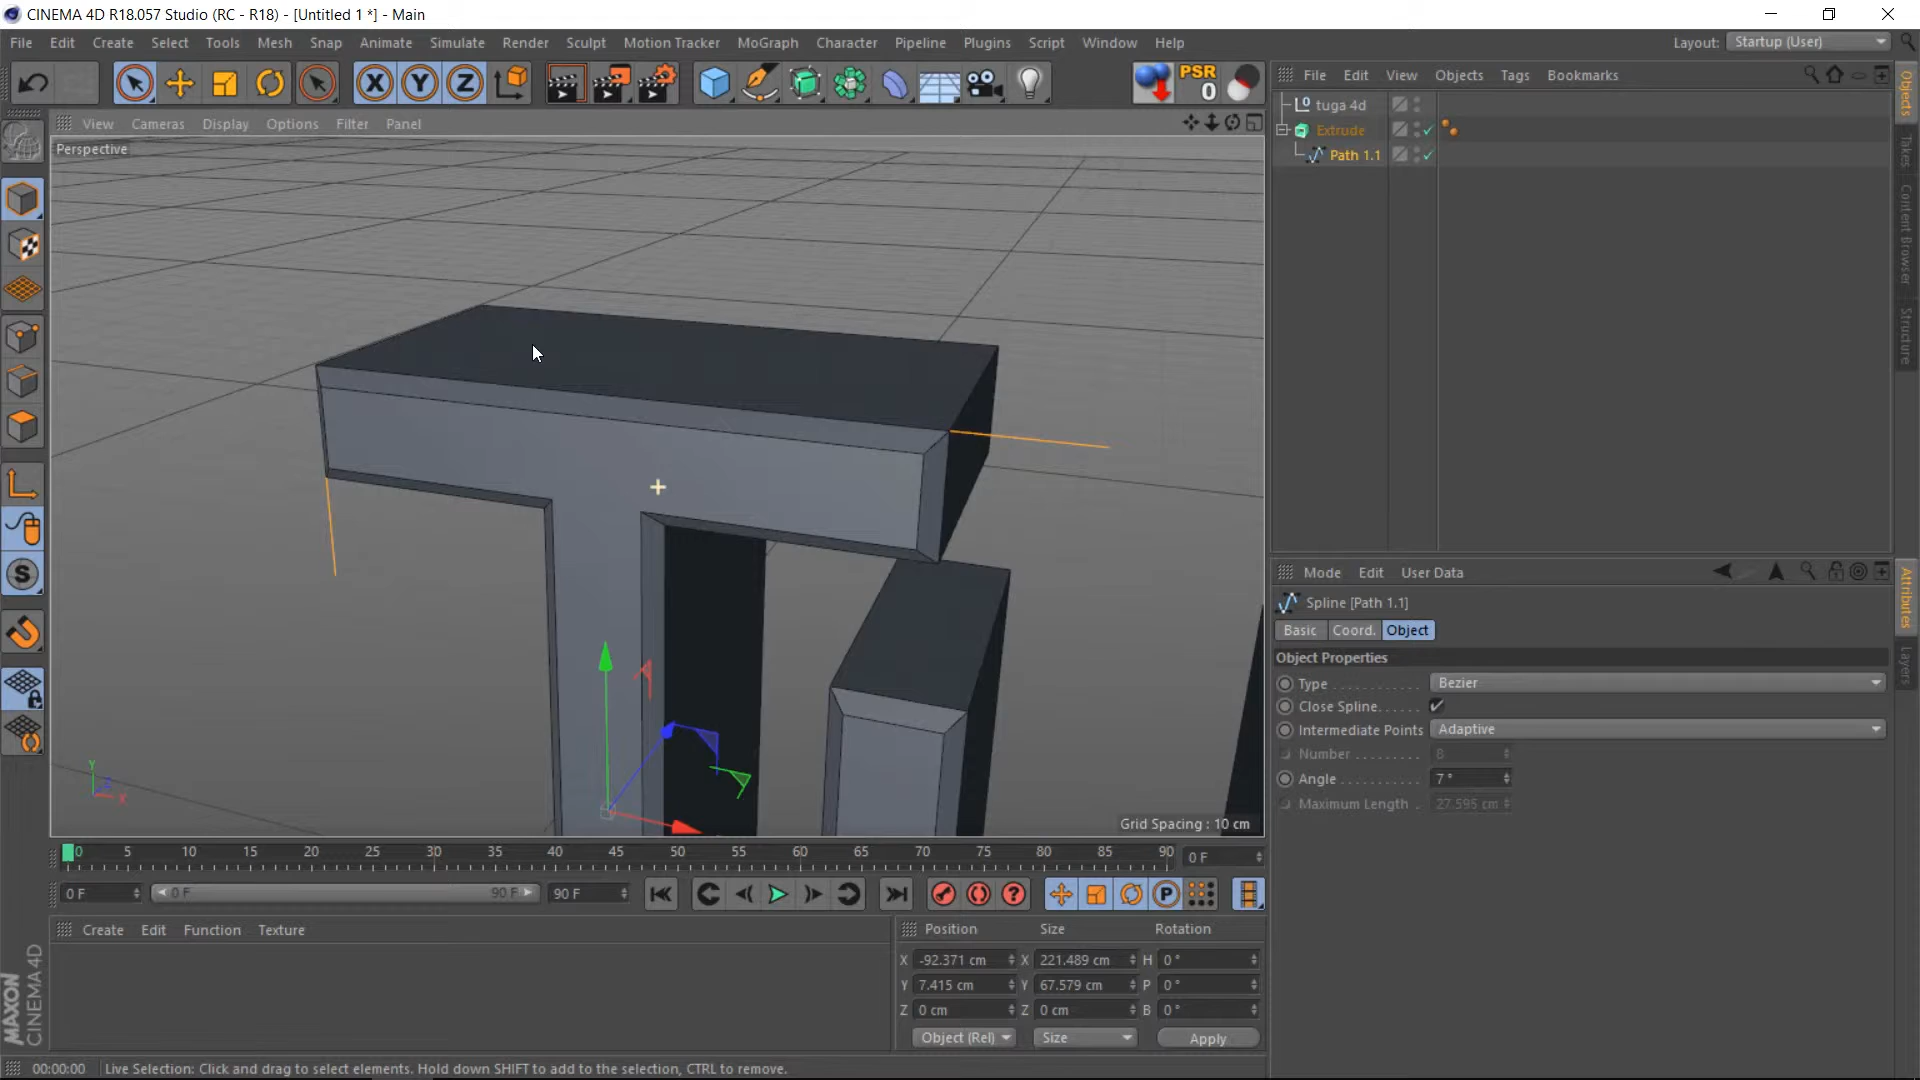 CINEMA 4D R18.057 Studio (RC - R18) - [Untitled 1 *] - Main
File Edit Create Select Tools Mesh Snap Animate Simulate Render Sculpt Motion Tracker MoGraph Character Pipeline Plugins Script Window Help
Layout: Startup (User)
X Y Z PSR
0
File Edit View Objects Tags Bookmarks
View Cameras Display Options Filter Panel
Perspective
tuga 4d
Extrude
Path 1.1
Objects
Takes
Content Browser
Structure
Grid Spacing : 10 cm
Y
Z
X
S
Mode Edit User Data
Spline [Path 1.1]
Basic Coord. Object
Object Properties
Type Bezier
Close Spline
Intermediate Points Adaptive
Number 8
Angle 7 °
Maximum Length 27.595 cm
Attributes
Layers
0 5 10 15 20 25 30 35 40 45 50 55 60 65 70 75 80 85 90 0 F
0 F 0 F 90 F 90 F
P
Create Edit Function Texture
Position Size Rotation
X -92.371 cm X 221.489 cm H 0 °
Y 7.415 cm Y 67.579 cm P 0 °
Z 0 cm Z 0 cm B 0 °
Object (Rel) Size Apply
MAXON
CINEMA 4D
00:00:00 Live Selection: Click and drag to select elements. Hold down SHIFT to add to the selection, CTRL to remove.